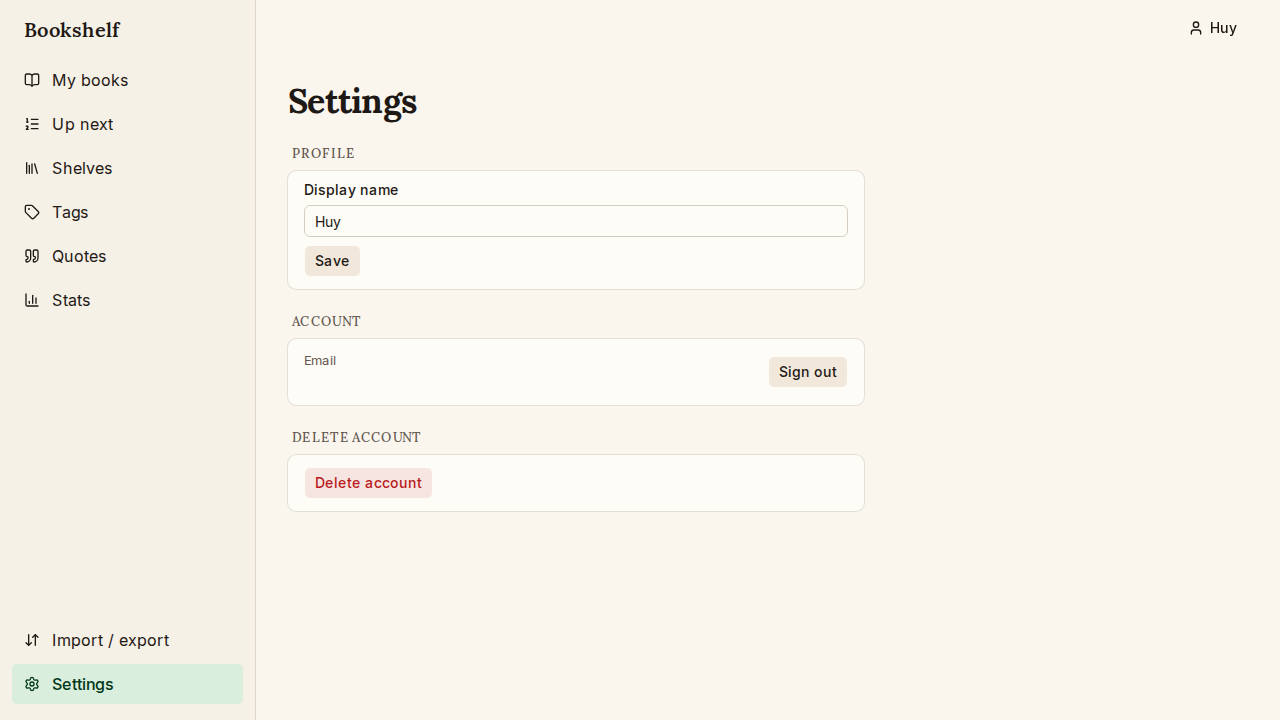 Bookshelf
My books
Up next
Shelves
Tags
Quotes
Stats
Import / export
Settings
Huy
Settings
PROFILE
Display name
Huy
Save
ACCOUNT
Email
Sign out
DELETE ACCOUNT
Delete account